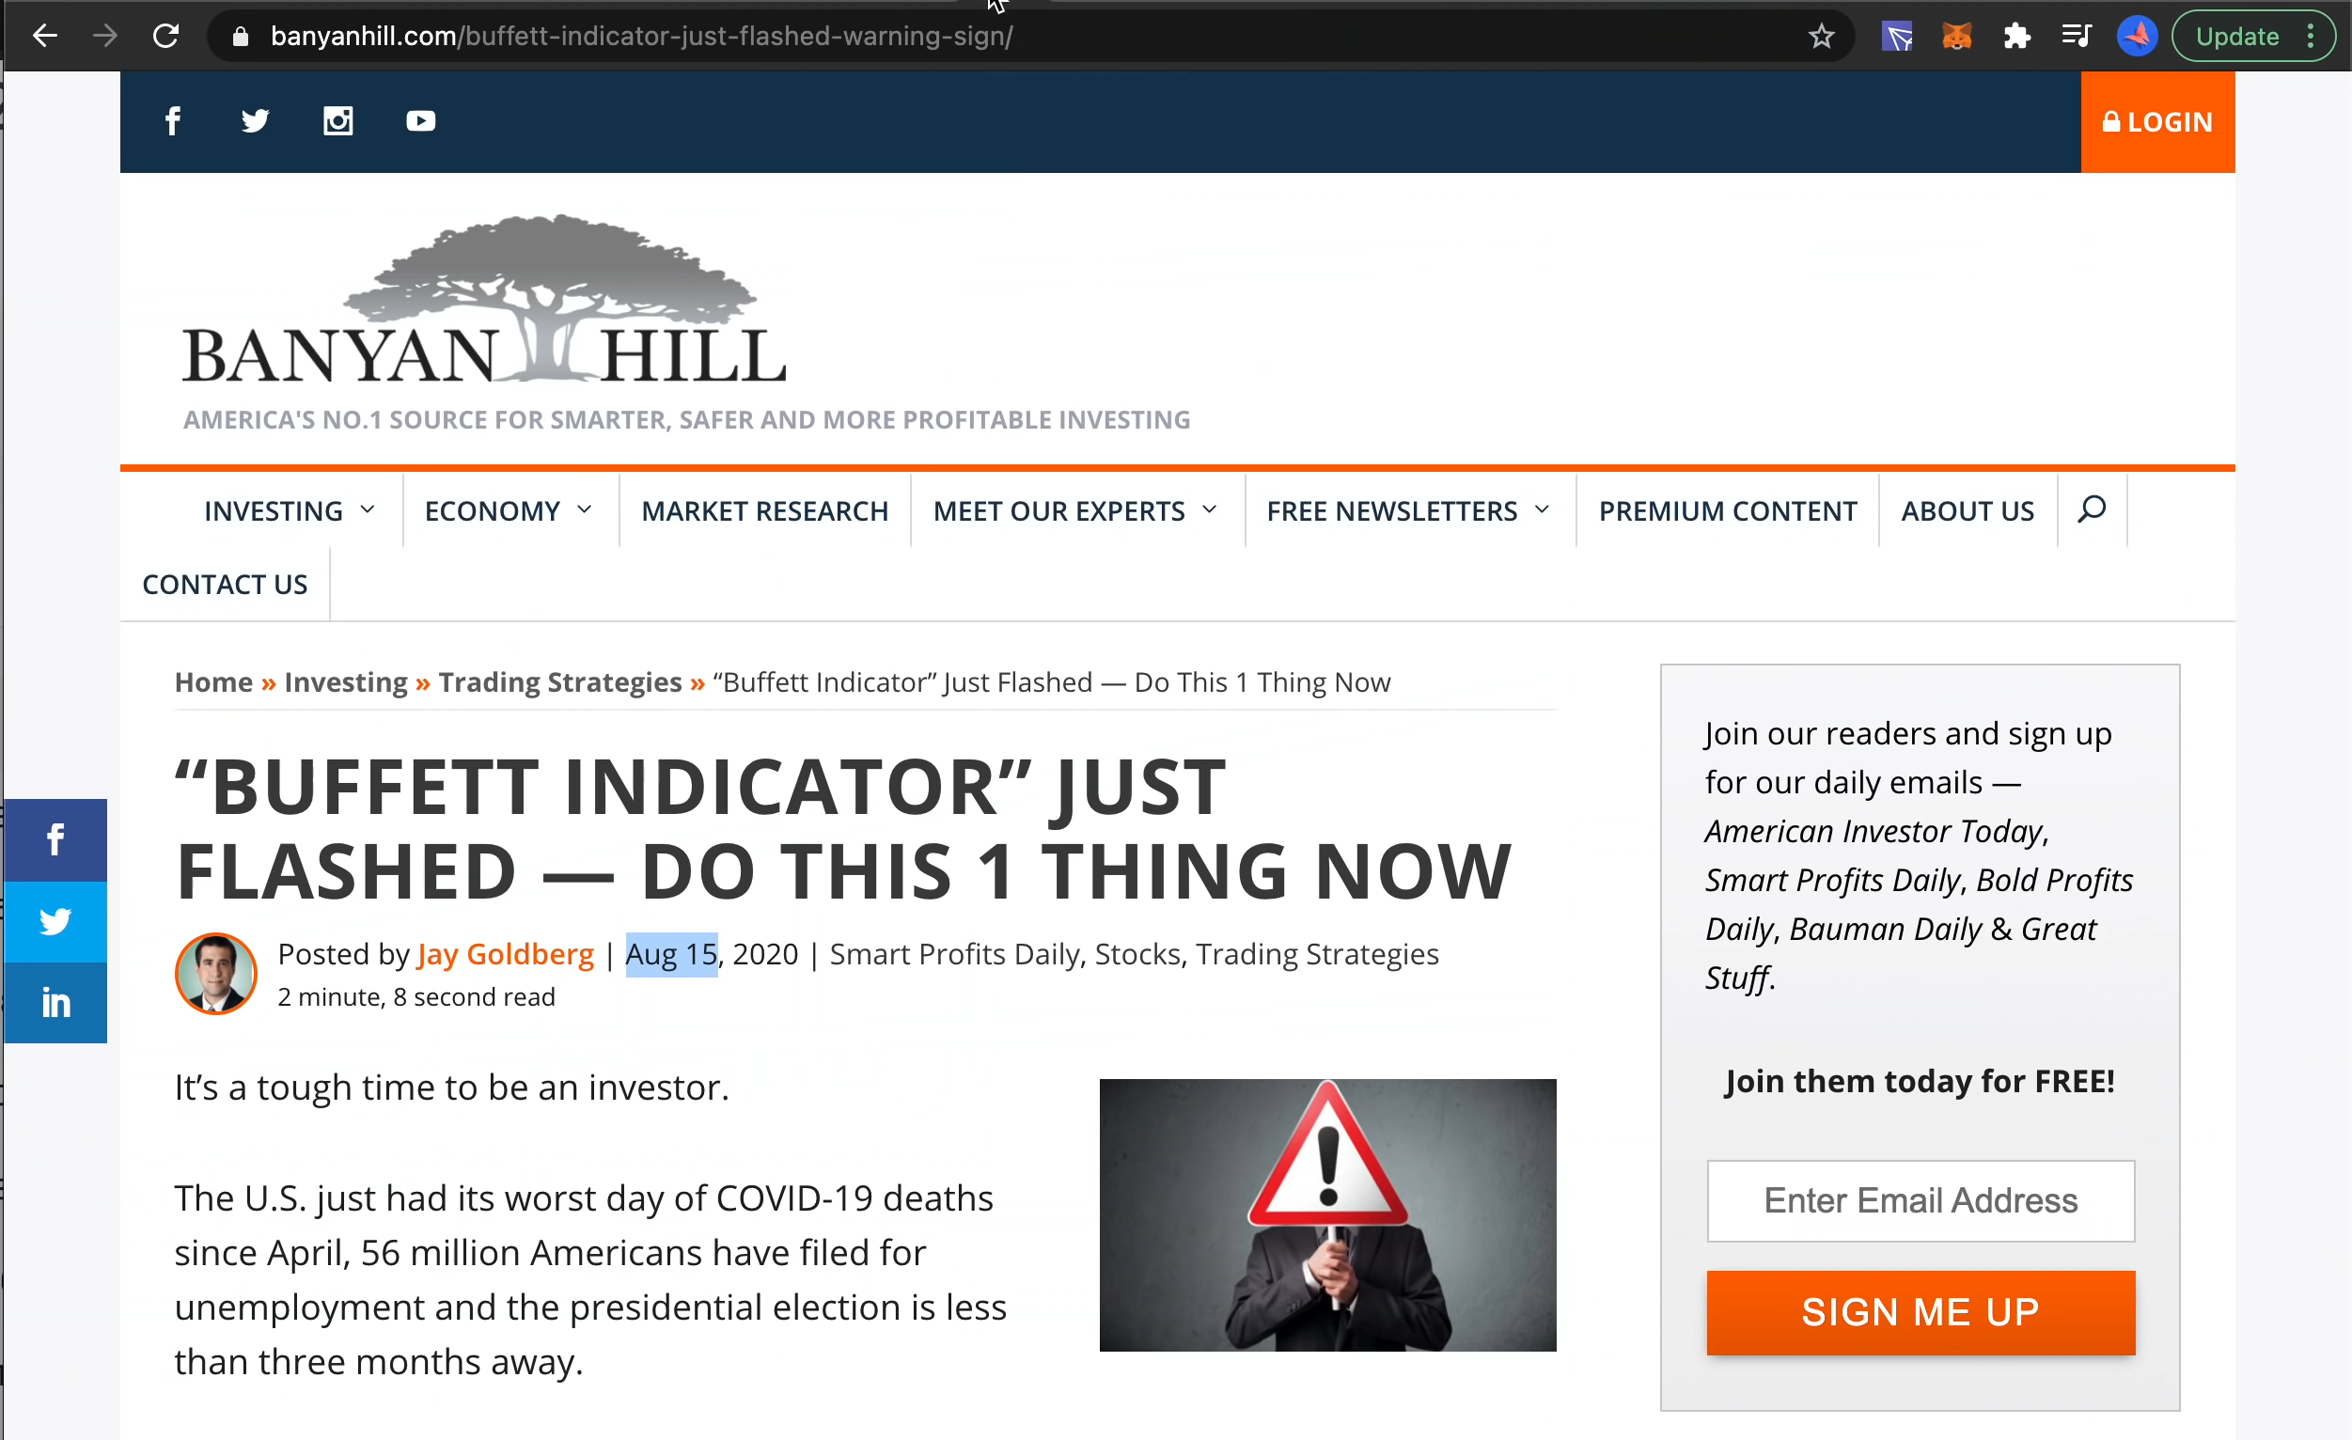 banyanhill.com/buffett-indicator-just-flashed-warning-sign/
Update
LOGIN
BANYAN HILL
AMERICA'S NO.1 SOURCE FOR SMARTER, SAFER AND MORE PROFITABLE INVESTING
INVESTING
ECONOMY
MARKET RESEARCH
MEET OUR EXPERTS
FREE NEWSLETTERS
PREMIUM CONTENT
ABOUT US
CONTACT US
Home » Investing » Trading Strategies » “Buffett Indicator” Just Flashed — Do This 1 Thing Now
“BUFFETT INDICATOR” JUST
FLASHED — DO THIS 1 THING NOW
Posted by Jay Goldberg | Aug 15, 2020 | Smart Profits Daily, Stocks, Trading Strategies
2 minute, 8 second read
It’s a tough time to be an investor.
The U.S. just had its worst day of COVID-19 deaths
since April, 56 million Americans have filed for
unemployment and the presidential election is less
than three months away.
Join our readers and sign up
for our daily emails —
American Investor Today,
Smart Profits Daily, Bold Profits
Daily, Bauman Daily & Great
Stuff.
Join them today for FREE!
Enter Email Address
SIGN ME UP